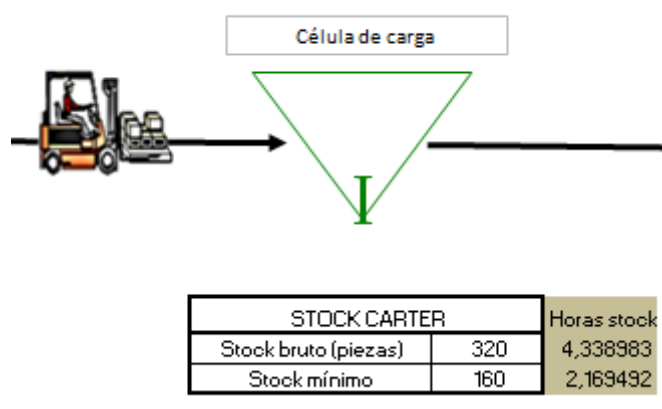 Célula de carga
I
STOCK CARTER Horas stock
Stock bruto (piezas) 320 4,338983
Stock mínimo 160 2,169492